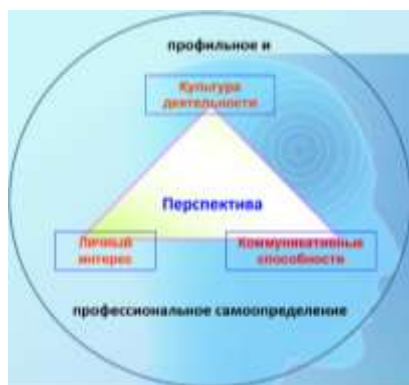 профильное и
Культура
деятельности
Перспектива
Личный
интерес
Коммуникативные
способности
профессиональное самоопределение